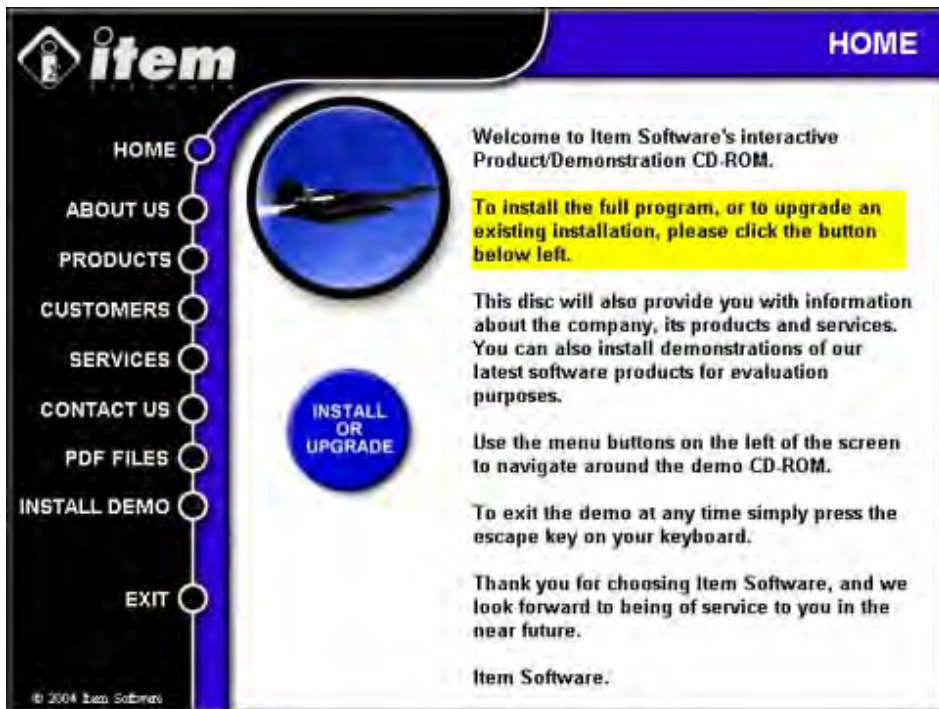 item
SOFTWARE
HOME
HOME
ABOUT US
PRODUCTS
CUSTOMERS
SERVICES
CONTACT US
PDF FILES
INSTALL DEMO
EXIT
© 2004 Item Software
INSTALL
OR
UPGRADE
Welcome to Item Software's interactive
Product/Demonstration CD-ROM.
To install the full program, or to upgrade an
existing installation, please click the button
below left.
This disc will also provide you with information
about the company, its products and services.
You can also install demonstrations of our
latest software products for evaluation
purposes.
Use the menu buttons on the left of the screen
to navigate around the demo CD-ROM.
To exit the demo at any time simply press the
escape key on your keyboard.
Thank you for choosing Item Software, and we
look forward to being of service to you in the
near future.
Item Software.